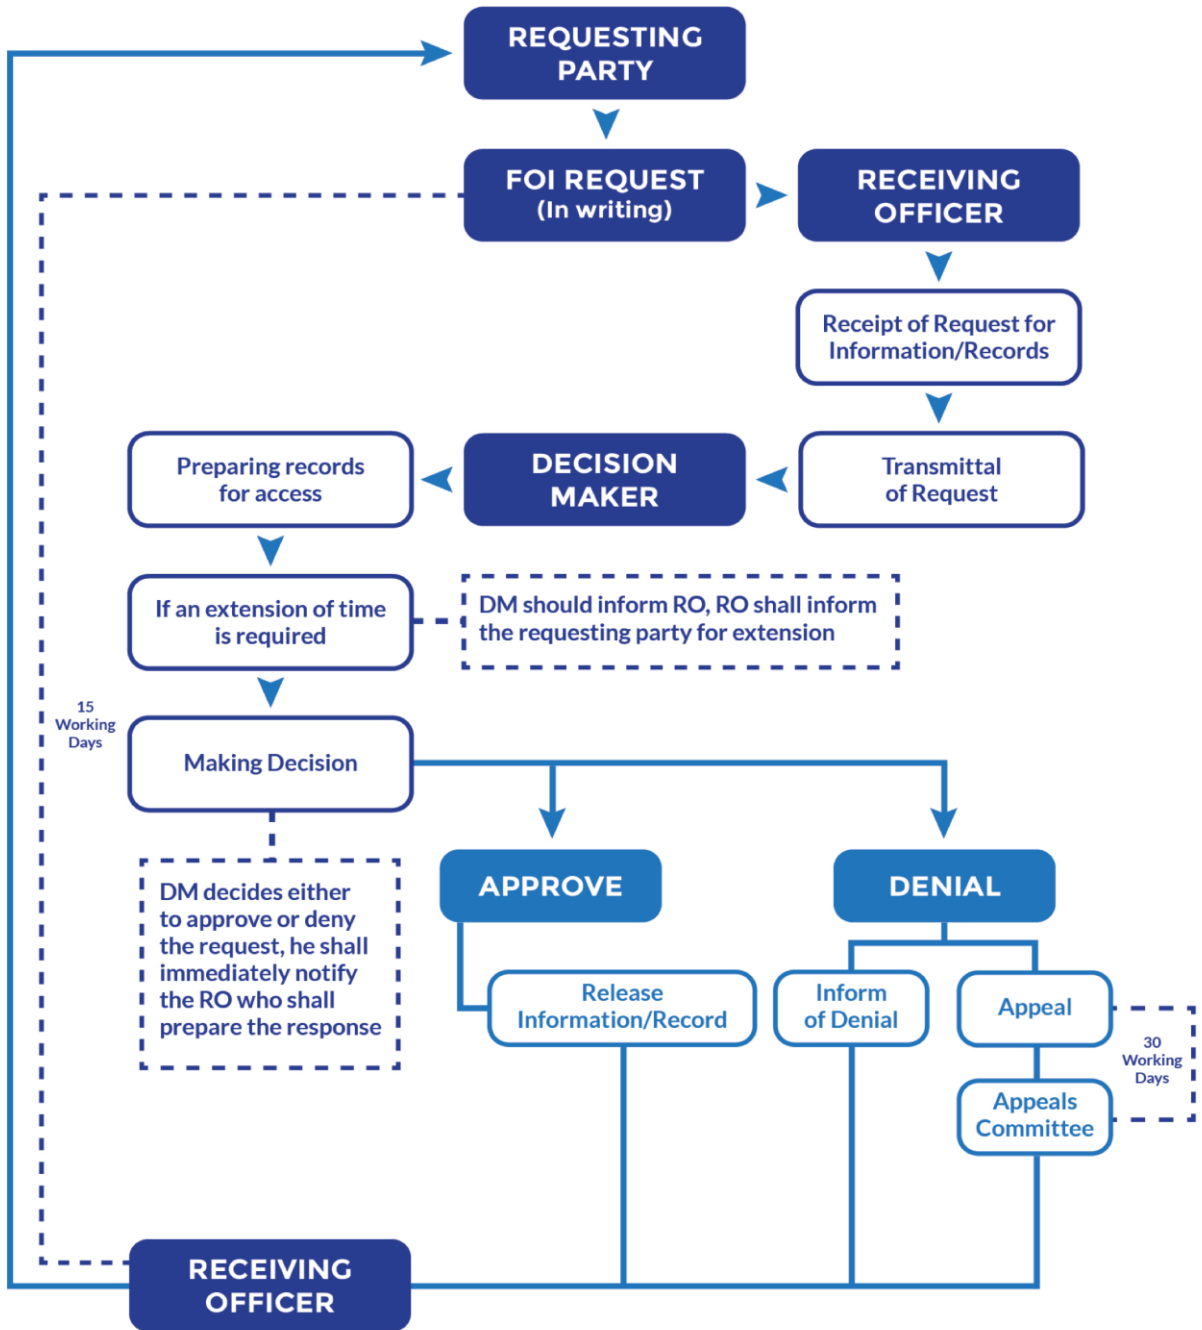 REQUESTING
PARTY
FOI REQUEST
(In writing)
RECEIVING
OFFICER
Receipt of Request for
Information/Records
Transmittal
of Request
DECISION
MAKER
Preparing records
for access
If an extension of time
is required
DM should inform RO, RO shall inform
the requesting party for extension
15
Working
Days
Making Decision
DM decides either
to approve or deny
the request, he shall
immediately notify
the RO who shall
prepare the response
APPROVE
DENIAL
Release
Information/Record
Inform
of Denial
Appeal
30
Working
Days
Appeals
Committee
RECEIVING
OFFICER